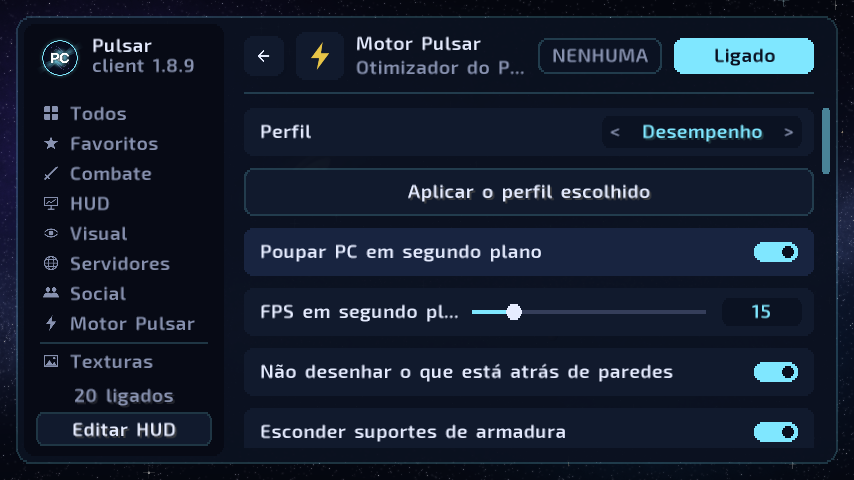 PC
Pulsar
client 1.8.9
Todos
Favoritos
Combate
HUD
Visual
Servidores
Social
Motor Pulsar
Texturas
20 ligados
Editar HUD
Motor Pulsar
Otimizador do P...
NENHUMA
Ligado
Perfil
< Desempenho >
Aplicar o perfil escolhido
Poupar PC em segundo plano
FPS em segundo pl... 15
Não desenhar o que está atrás de paredes
Esconder suportes de armadura